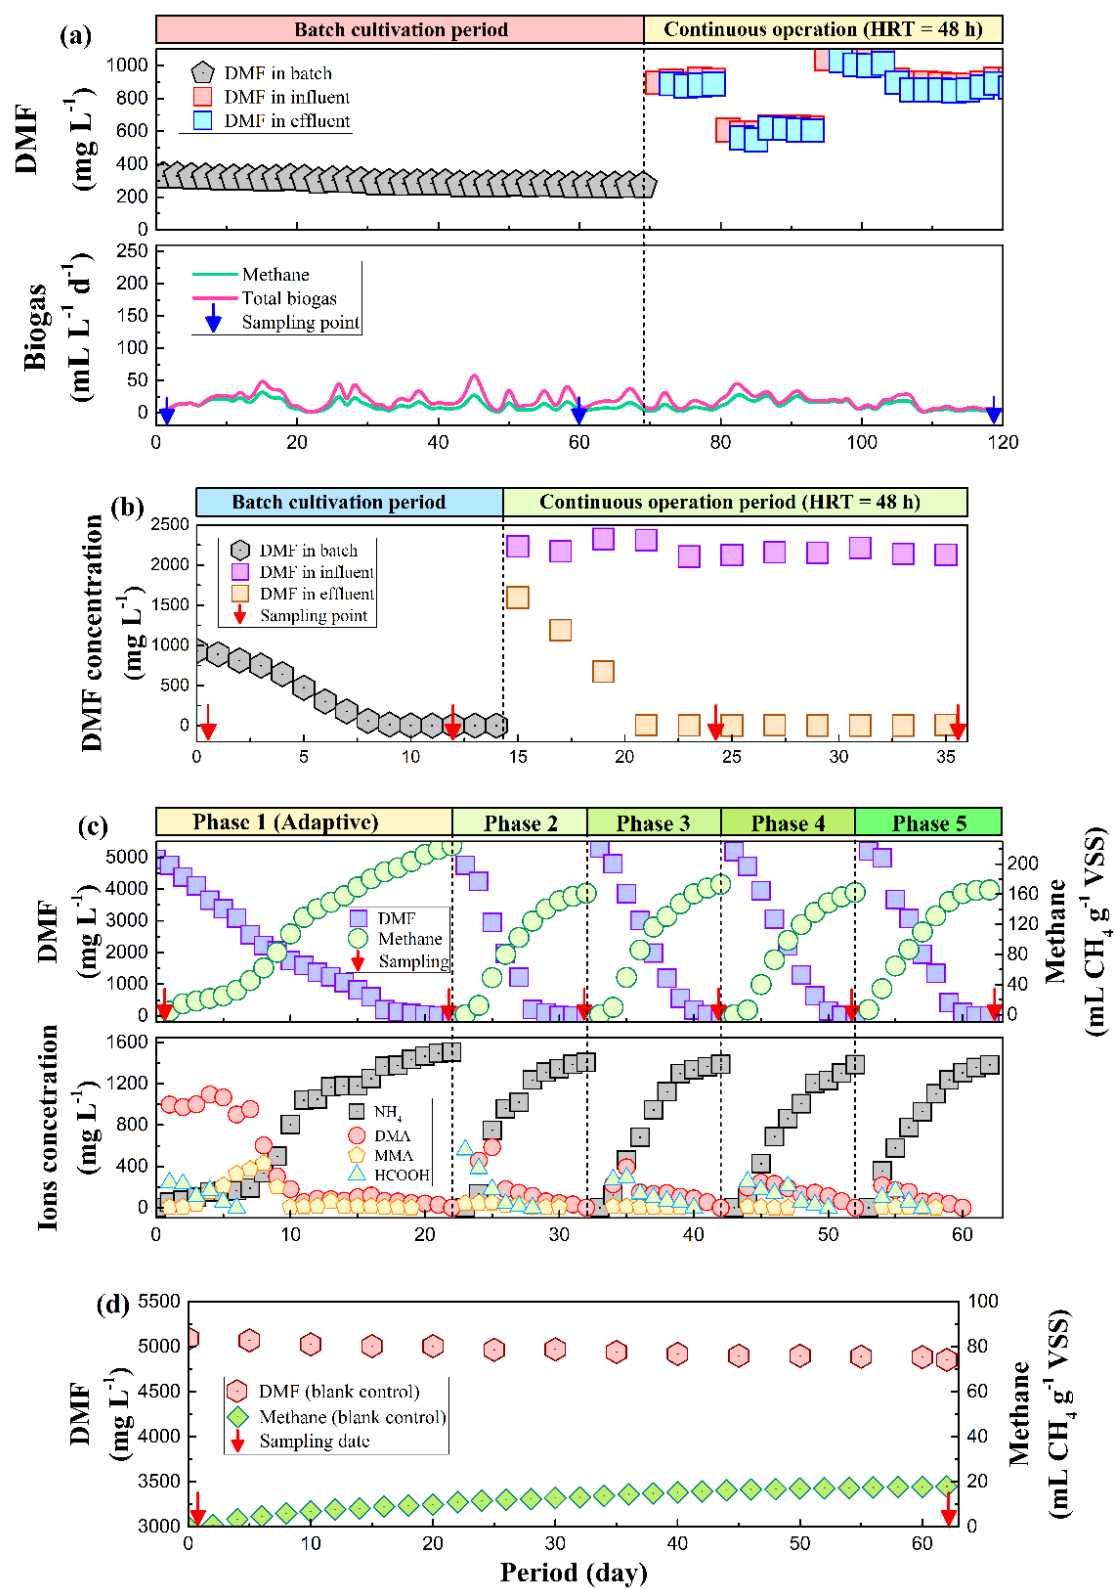 (a)
Batch cultivation period
Continuous operation (HRT = 48 h)
DMF
(mg L⁻¹)
1000
800
600
400
200
0
DMF in batch
DMF in influent
DMF in effluent
0 20 40 60 80 100 120
Biogas
(mL L⁻¹ d⁻¹)
250
200
150
100
50
0
Methane
Total biogas
Sampling point
0 20 40 60 80 100 120
(b)
Batch cultivation period
Continuous operation period (HRT = 48 h)
DMF concentration
(mg L⁻¹)
2500
2000
1500
1000
500
0
DMF in batch
DMF in influent
DMF in effluent
Sampling point
0 5 10 15 20 25 30 35
(c)
Phase 1 (Adaptive)
Phase 2
Phase 3
Phase 4
Phase 5
DMF
(mg L⁻¹)
5000
4000
3000
2000
1000
0
DMF
Methane
Sampling
200
160
120
80
40
0
Methane
(mL CH₄ g⁻¹ VSS)
Ions concetration
(mg L⁻¹)
1600
1200
800
400
0
NH₄
DMA
MMA
HCOOH
0 10 20 30 40 50 60
(d)
DMF
(mg L⁻¹)
5500
5000
4500
4000
3500
3000
DMF (blank control)
Methane (blank control)
Sampling date
100
80
60
40
20
0
Methane
(mL CH₄ g⁻¹ VSS)
0 10 20 30 40 50 60
Period (day)